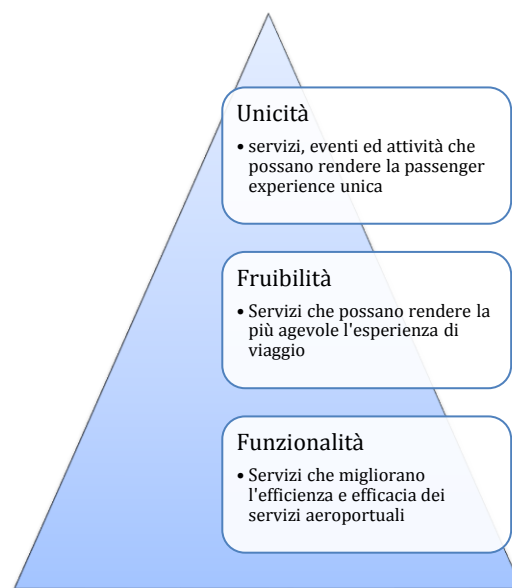 Unicità
• servizi, eventi ed attività che
possano rendere la passenger
experience unica
Fruibilità
• Servizi che possano rendere la
più agevole l'esperienza di
viaggio
Funzionalità
• Servizi che migliorano
l'efficienza e efficacia dei
servizi aeroportuali